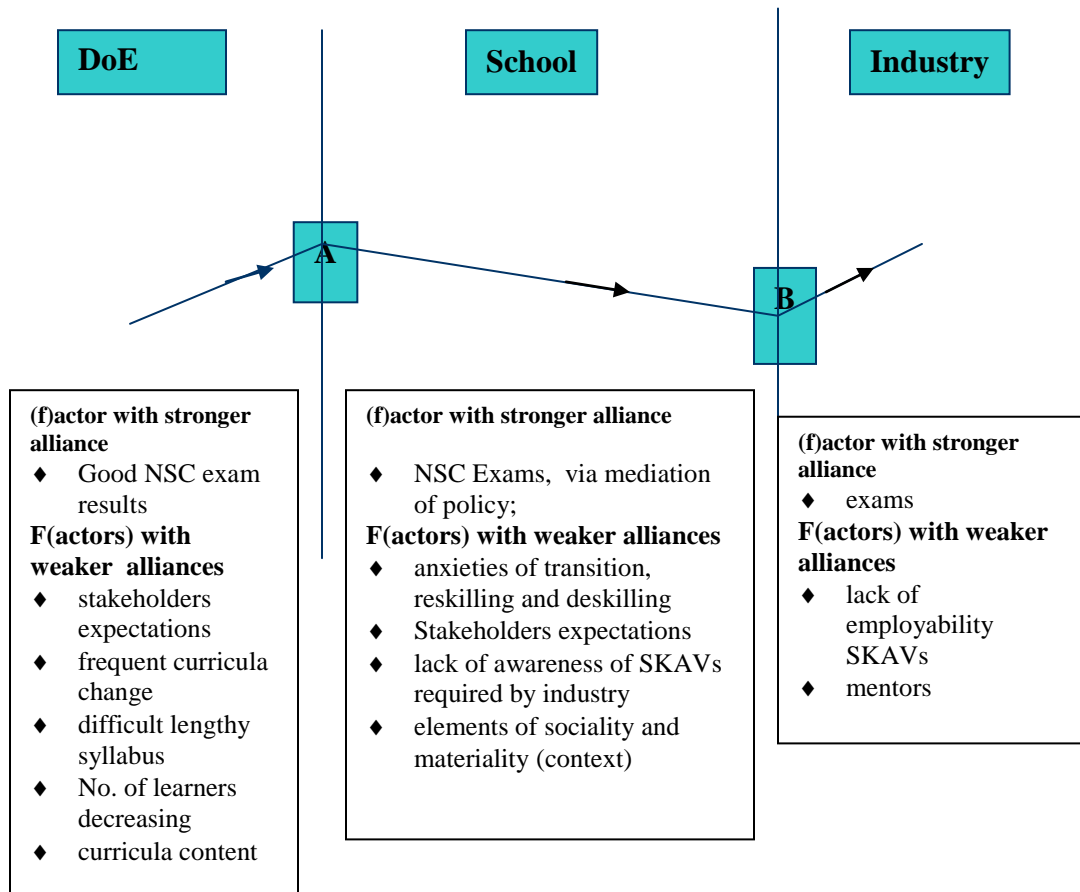 DoE
School
Industry
A
B
(f)actor with stronger
alliance
♦ Good NSC exam
results
F(actors) with
weaker alliances
♦ stakeholders
expectations
♦ frequent curricula
change
♦ difficult lengthy
syllabus
♦ No. of learners
decreasing
♦ curricula content
(f)actor with stronger alliance
♦ NSC Exams, via mediation
of policy;
F(actors) with weaker alliances
♦ anxieties of transition,
reskilling and deskilling
♦ Stakeholders expectations
♦ lack of awareness of SKAVs
required by industry
♦ elements of sociality and
materiality (context)
(f)actor with stronger
alliance
♦ exams
F(actors) with weaker
alliances
♦ lack of
employability
SKAVs
♦ mentors